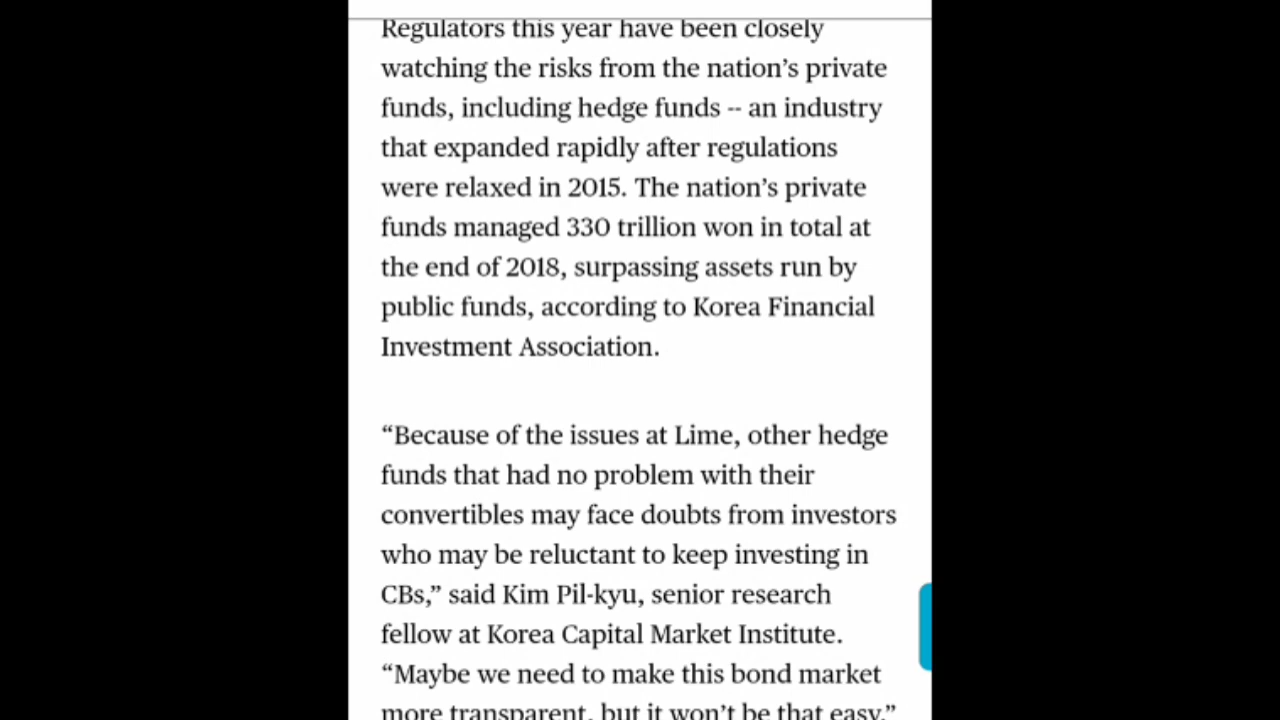 Regulators this year have been closely
watching the risks from the nation’s private
funds, including hedge funds -- an industry
that expanded rapidly after regulations
were relaxed in 2015. The nation’s private
funds managed 330 trillion won in total at
the end of 2018, surpassing assets run by
public funds, according to Korea Financial
Investment Association.
“Because of the issues at Lime, other hedge
funds that had no problem with their
convertibles may face doubts from investors
who may be reluctant to keep investing in
CBs,” said Kim Pil-kyu, senior research
fellow at Korea Capital Market Institute.
“Maybe we need to make this bond market
more transparent, but it won’t be that easy.”